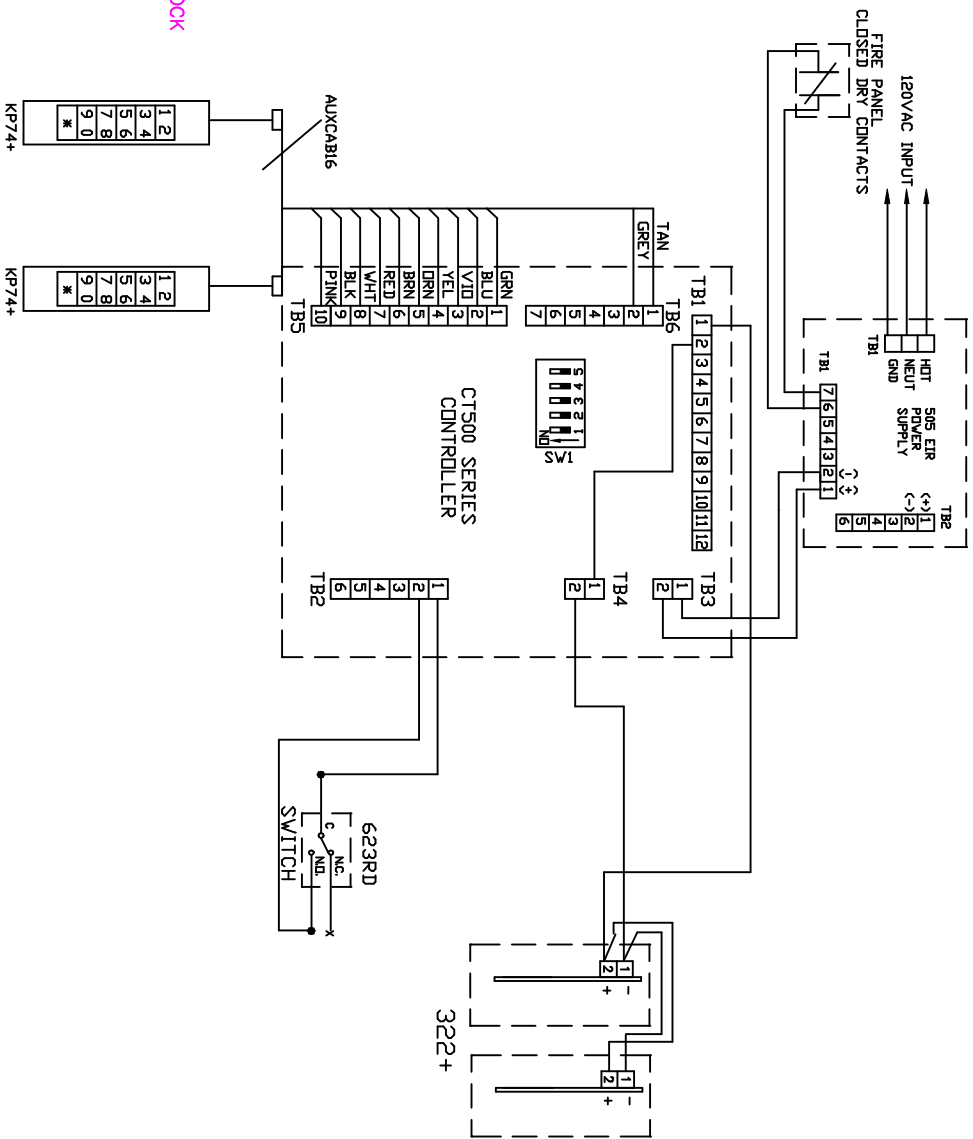 OCK
KP74+
1 2
3 4
5 6
7 8
9 0
*
KP74+
1 2
3 4
5 6
7 8
9 0
*
AUXCAB16
FIRE PANEL
CLOSED DRY CONTACTS
120VAC INPUT
TAN
GREY
GRN
BLU
VIO
YEL
ORN
BRN
RED
WHT
BLK
PINK
TB5
1 2 3 4 5 6 7 8 9 10
TB6
1 2 3 4 5 6 7
TB1
1 2 3 4 5 6 7 8 9 10 11 12
SW1
ON
1 2 3 4 5
CT500 SERIES
CONTROLLER
TB3
1 2
TB4
1 2
TB2
1 2 3 4 5 6
TB1
HOT
NEUT
GND
505 EIR
POWER
SUPPLY
TB1
7 6 5 4 3 2 1
(-)
(+)
TB2
(+)
(-)
1 2 3 4 5 6
623RD
C
N.C.
N.O.
x
SWITCH
322+
1 2
-
+
1 2
-
+